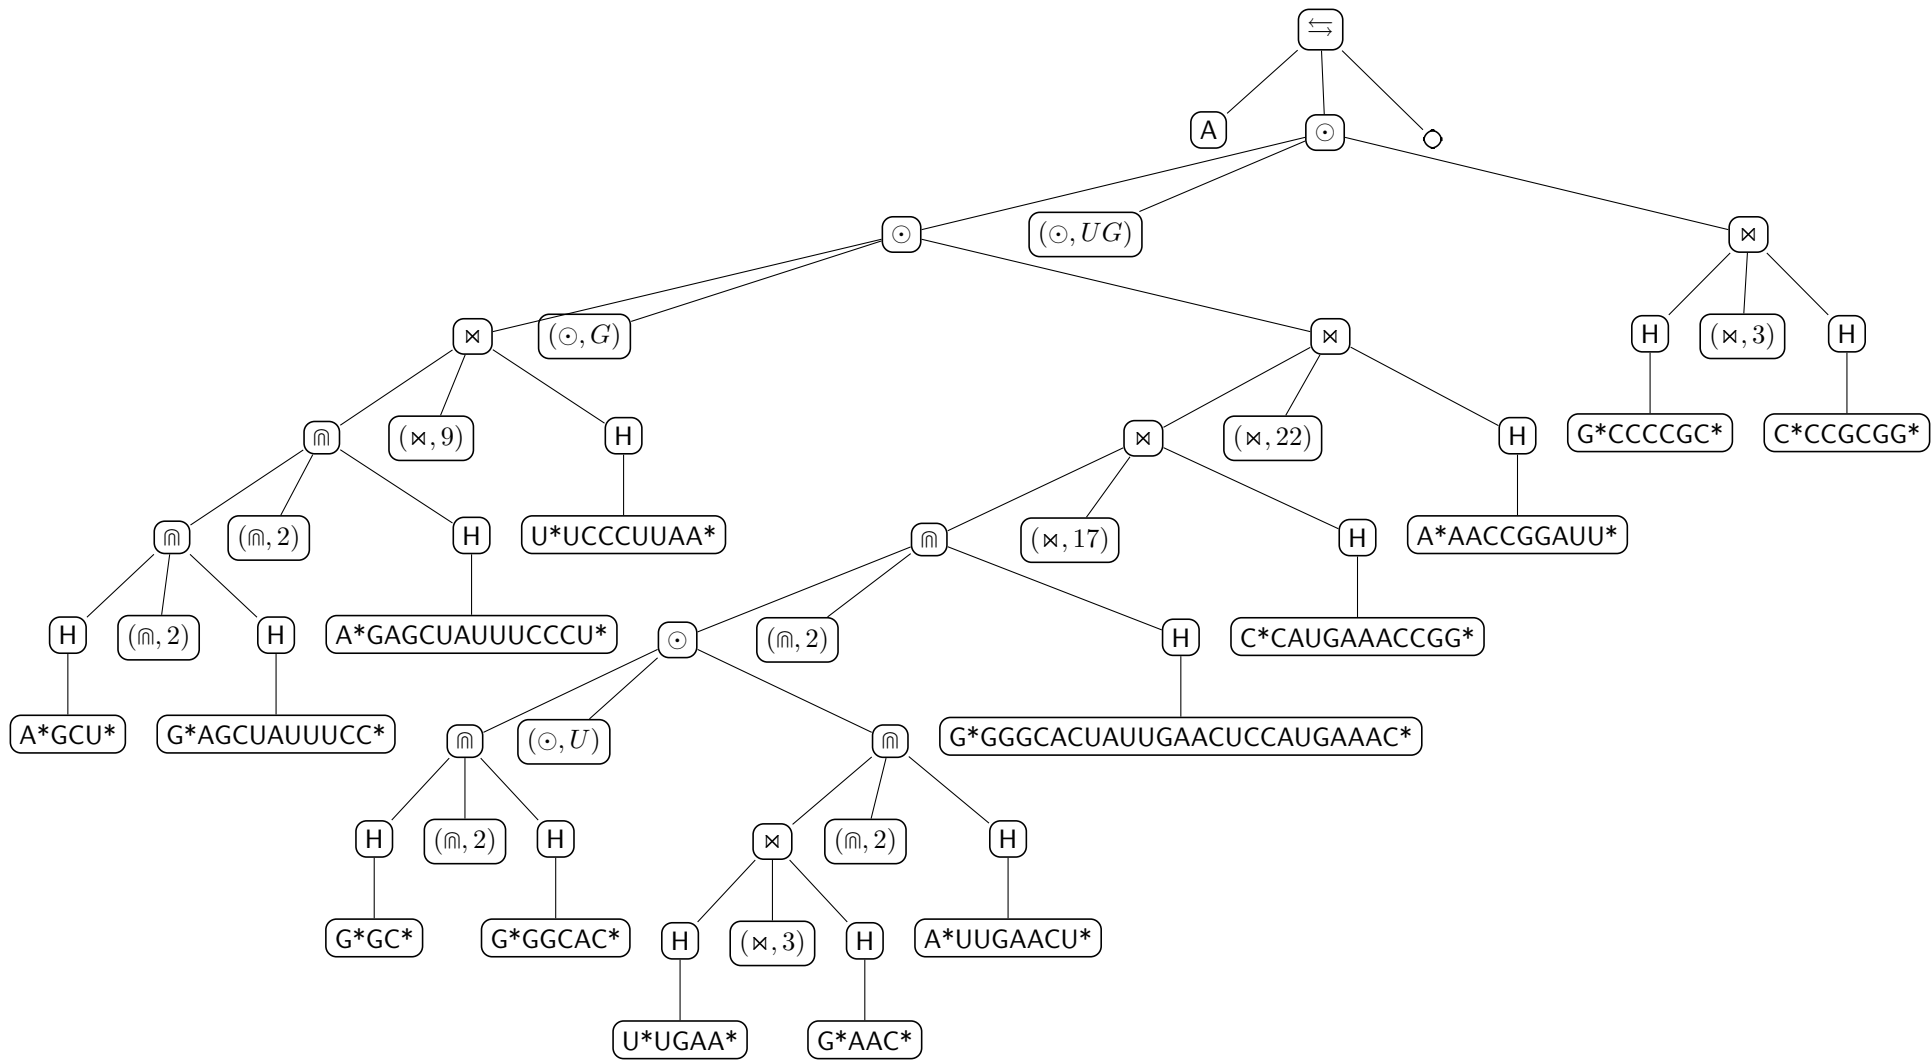 ⇆
A
⊙
⊙
(⊙, UG)
⋈
⋈
(⊙, G)
⋈
H
(⋈, 3)
H
⋒
(⋈, 9)
H
⋈
(⋈, 22)
H
G*CCCCGC*
C*CCGCGG*
⋒
(⋒, 2)
H
U*UCCCUUAA*
⋒
(⋈, 17)
H
A*AACCGGAUU*
H
(⋒, 2)
H
A*GAGCUAUUUCCCU*
⊙
(⋒, 2)
H
C*CAUGAAACCGG*
A*GCU*
G*AGCUAUUUCC*
⋒
(⊙, U)
⋒
G*GGGCACUAUUGAACUCCAUGAAAC*
H
(⋒, 2)
H
⋈
(⋒, 2)
H
G*GC*
G*GGCAC*
H
(⋈, 3)
H
A*UUGAACU*
U*UGAA*
G*AAC*